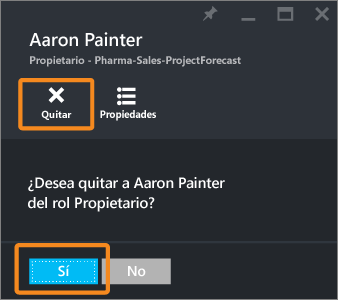 Aaron Painter
Propietario - Pharma-Sales-ProjectForecast
Quitar
Propiedades
¿Desea quitar a Aaron Painter
del rol Propietario?
Sí
No